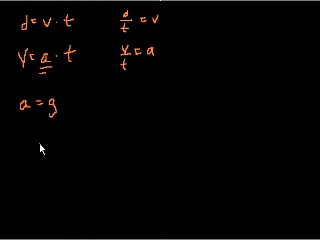 d = v · t    d/t = v
v = a · t    v/t = a
a = g